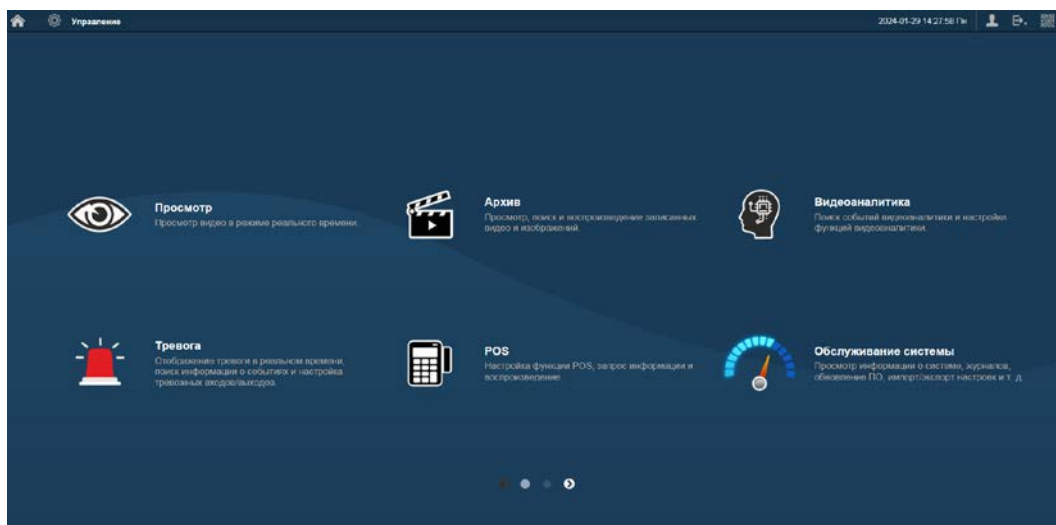 Управление
2024-01-29 14:27:58 Пн
Просмотр
Просмотр видео в режиме реального времени.
Архив
Просмотр, поиск и воспроизведение записанных
видео и изображений.
Видеоаналитика
Поиск событий видеоаналитики и настройки
функций видеоаналитики.
Тревога
Отображение тревоги в реальном времени,
поиск информации о событиях и настройка
тревожных входов/выходов.
POS
Настройка функции POS, запрос информации и
воспроизведение.
Обслуживание системы
Просмотр информации о системе, журналов,
обновление ПО, импорт/экспорт настроек и т. д.